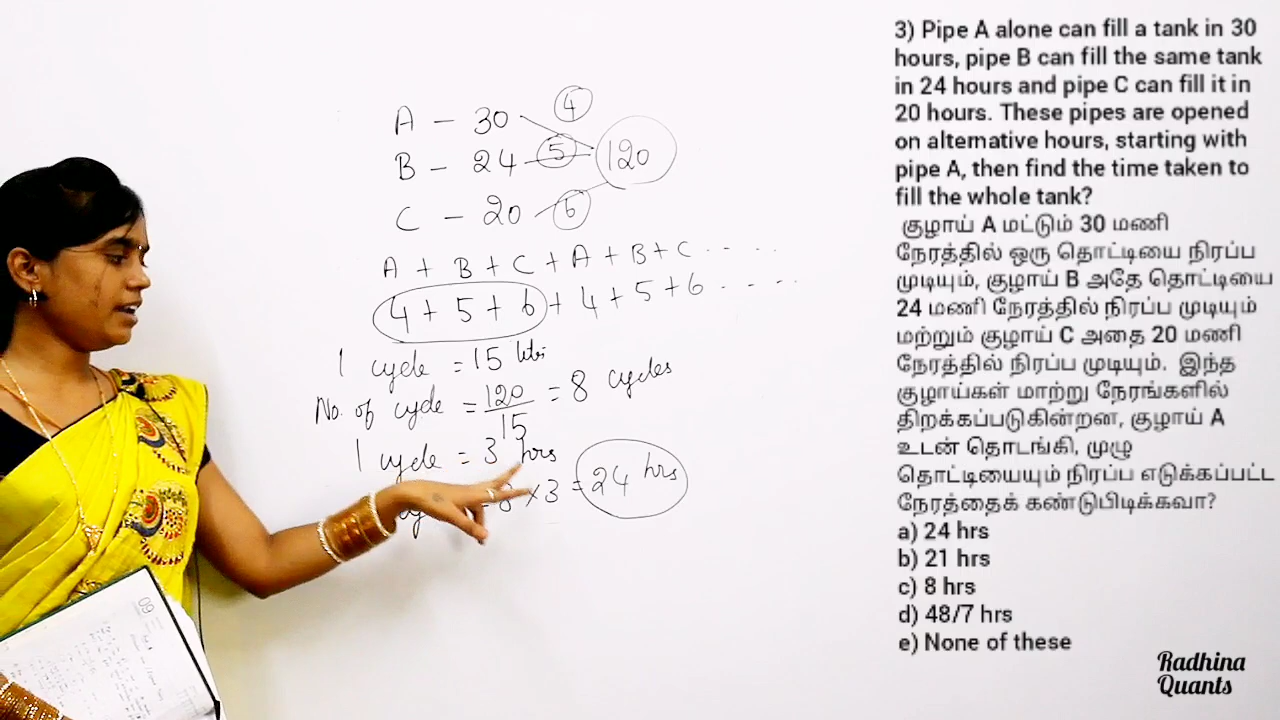 A - 30 4
B - 24 5 120
C - 20 6
A + B + C + A + B + C ......
4 + 5 + 6 + 4 + 5 + 6 ......
1 cycle = 15
No. of cycle = 120/15 = 8 cycles
1 cycle = 3 hrs
8 × 3 = 24 hrs
09
3) Pipe A alone can fill a tank in 30
hours, pipe B can fill the same tank
in 24 hours and pipe C can fill it in
20 hours. These pipes are opened
on alternative hours, starting with
pipe A, then find the time taken to
fill the whole tank?
குழாய் A மட்டும் 30 மணி
நேரத்தில் ஒரு தொட்டியை நிரப்ப
முடியும், குழாய் B அதே தொட்டியை
24 மணி நேரத்தில் நிரப்ப முடியும்
மற்றும் குழாய் C அதை 20 மணி
நேரத்தில் நிரப்ப முடியும். இந்த
குழாய்கள் மாற்று நேரங்களில்
திறக்கப்படுகின்றன, குழாய் A
உடன் தொடங்கி, முழு
தொட்டியையும் நிரப்ப எடுக்கப்பட்ட
நேரத்தைக் கண்டுபிடிக்கவா?
a) 24 hrs
b) 21 hrs
c) 8 hrs
d) 48/7 hrs
e) None of these
Radhina
Quants